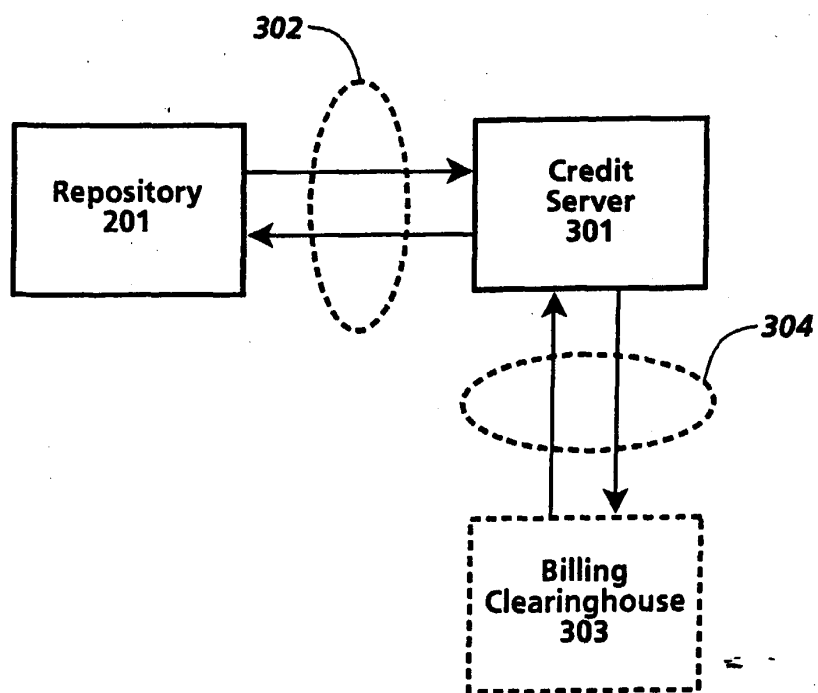 302
Repository
201
Credit
Server
301
304
Billing
Clearinghouse
303